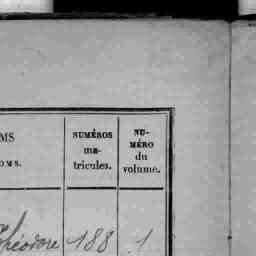 MS
OMS.
NUMÉROS
ma-
tricules.
NU-
MÉRO
du
volume.
Théodore 188 1